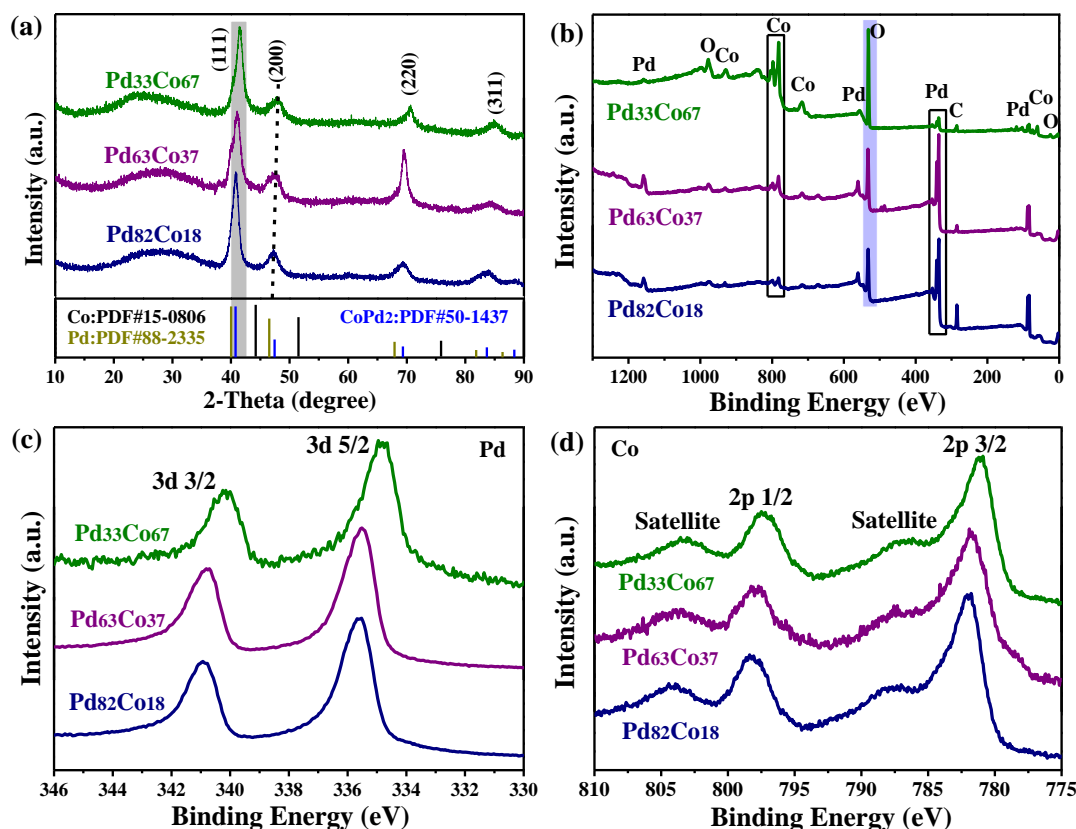 (a)
(111)
(200)
(220)
(311)
Pd33Co67
Pd63Co37
Pd82Co18
Intensity (a.u.)
Co:PDF#15-0806
CoPd2:PDF#50-1437
Pd:PDF#88-2335
10 20 30 40 50 60 70 80 90
2-Theta (degree)
(b)
Pd
O
Co
Co
Co
Pd
O
Pd
C
Pd
Co
O
Pd33Co67
Pd63Co37
Pd82Co18
Intensity (a.u.)
1200 1000 800 600 400 200 0
Binding Energy (eV)
(c)
3d 3/2
3d 5/2
Pd
Pd33Co67
Pd63Co37
Pd82Co18
Intensity (a.u.)
346 344 342 340 338 336 334 332 330
Binding Energy (eV)
(d)
Co
2p 3/2
2p 1/2
Satellite
Satellite
Pd33Co67
Pd63Co37
Pd82Co18
Intensity (a.u.)
810 805 800 795 790 785 780 775
Binding Energy (eV)